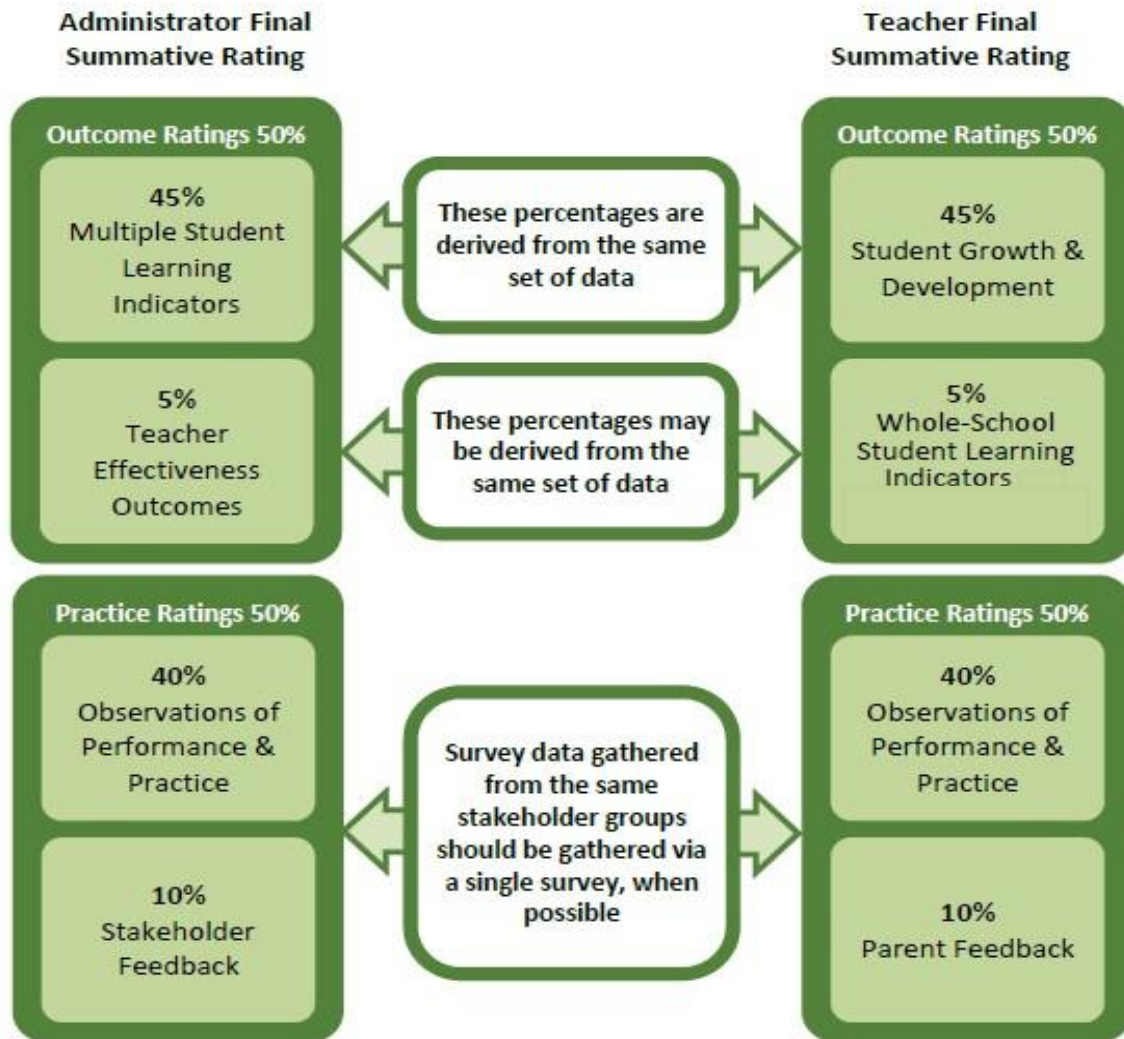 Administrator Final
Summative Rating
Teacher Final
Summative Rating
Outcome Ratings 50%
45%
Multiple Student
Learning
Indicators
5%
Teacher
Effectiveness
Outcomes
These percentages are
derived from the same
set of data
These percentages may
be derived from the
same set of data
Outcome Ratings 50%
45%
Student Growth &
Development
5%
Whole-School
Student Learning
Indicators
Practice Ratings 50%
40%
Observations of
Performance &
Practice
10%
Stakeholder
Feedback
Survey data gathered
from the same
stakeholder groups
should be gathered via
a single survey, when
possible
Practice Ratings 50%
40%
Observations of
Performance &
Practice
10%
Parent Feedback